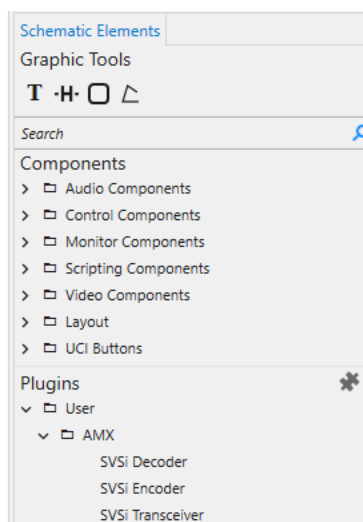 Schematic Elements
Graphic Tools
T ·H·
Search
Components
Audio Components
Control Components
Monitor Components
Scripting Components
Video Components
Layout
UCI Buttons
Plugins
User
AMX
SVSi Decoder
SVSi Encoder
SVSi Transceiver